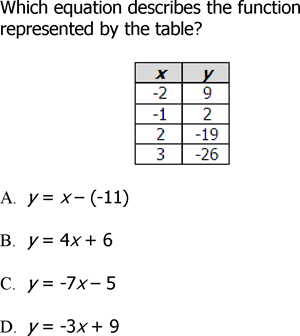 Which equation describes the function
represented by the table?
x y
-2 9
-1 2
2 -19
3 -26
A. y = x – (-11)
B. y = 4x + 6
C. y = -7x – 5
D. y = -3x + 9